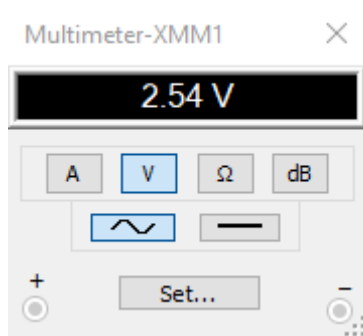 Multimeter-XMM1
2.54 V
A V Ω dB
+ Set... −